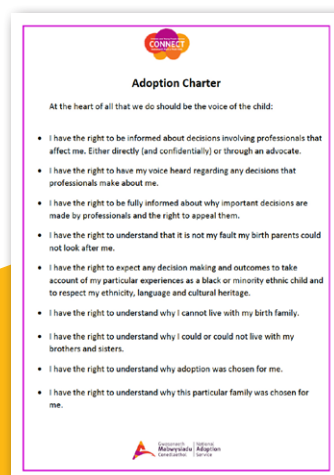 CONNECT
Adoption Charter
At the heart of all that we do should be the voice of the child:
• I have the right to be informed about decisions involving professionals that
affect me. Either directly (and confidentially) or through an advocate.
• I have the right to have my voice heard regarding any decisions that
professionals make about me.
• I have the right to be fully informed about why important decisions are
made by professionals and the right to appeal them.
• I have the right to understand that it is not my fault my birth parents could
not look after me.
• I have the right to expect any decision making and outcomes to take
account of my particular experiences as a black or minority ethnic child and
to respect my ethnicity, language and cultural heritage.
• I have the right to understand why I cannot live with my birth family.
• I have the right to understand why I could or could not live with my
brothers and sisters.
• I have the right to understand why adoption was chosen for me.
• I have the right to understand why this particular family was chosen for
me.
Gwasanaeth National
Mabwysiadu Adoption
Cenedlaethol Service